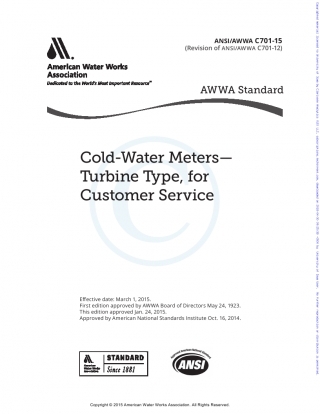 ANSI/AWWA C701-15
(Revision of ANSI/AWWA C701-12)
American Water Works
Association
Dedicated to the World's Most Important Resource™
AWWA Standard
Cold-Water Meters—
Turbine Type, for
Customer Service
Effective date: March 1, 2015.
First edition approved by AWWA Board of Directors May 24, 1923.
This edition approved Jan. 24, 2015.
Approved by American National Standards Institute Oct. 16, 2014.
American Water Works
Association
STANDARD
Since 1881
ANSI
Copyright © 2015 American Water Works Association. All Rights Reserved.